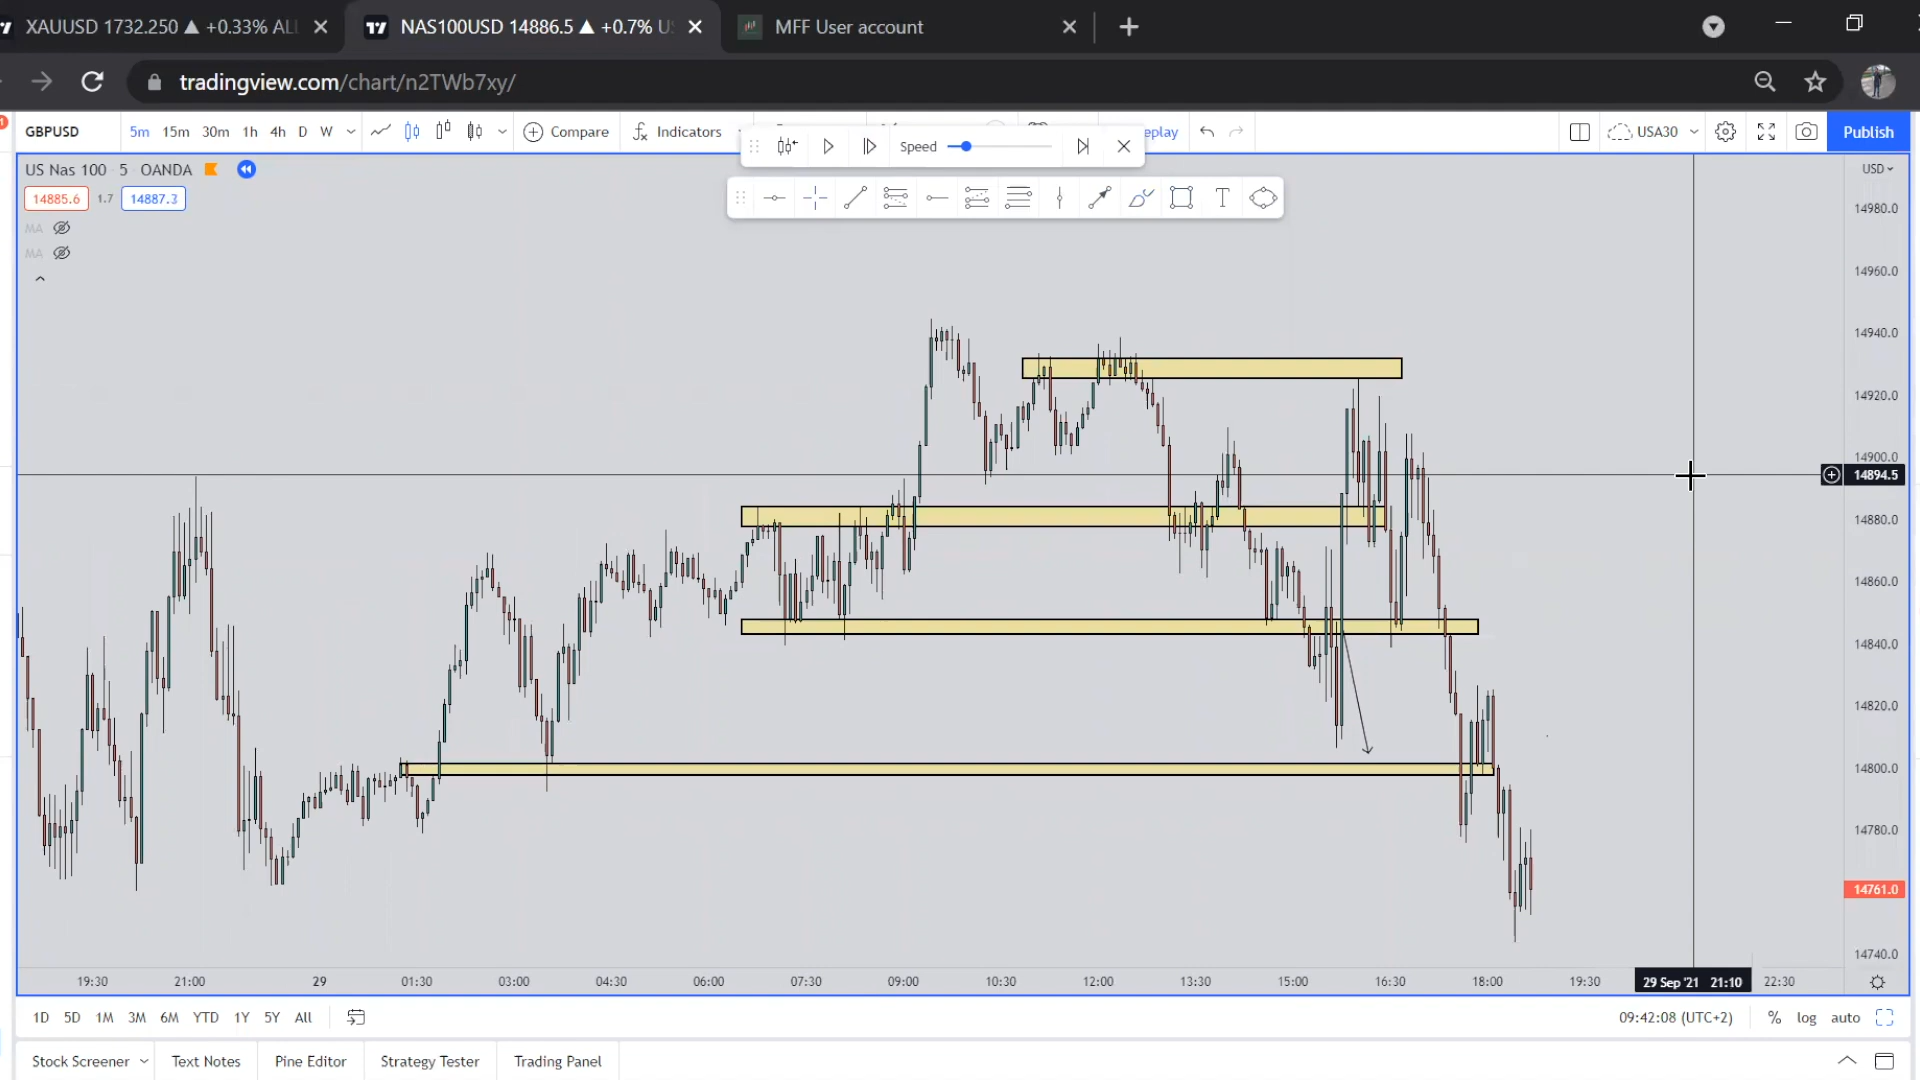 XAUUSD 1732.250 ▲ +0.33%
NAS100USD 14886.5 ▲ +0.7%
MFF User account
tradingview.com/chart/n2TWb7xy/
GBPUSD 5m 15m 30m 1h 4h D W Compare Indicators eplay USA30 Publish
Speed
US Nas 100 5 OANDA
14885.6 1.7 14887.3
MA
MA
USD
14980.0
14960.0
14940.0
14920.0
14900.0
14894.5
14880.0
14860.0
14840.0
14820.0
14800.0
14780.0
14761.0
14740.0
19:30 21:00 29 01:30 03:00 04:30 06:00 07:30 09:00 10:30 12:00 13:30 15:00 16:30 18:00 19:30 29 Sep '21 21:10 22:30
1D 5D 1M 3M 6M YTD 1Y 5Y All 09:42:08 (UTC+2) % log auto
Stock Screener Text Notes Pine Editor Strategy Tester Trading Panel